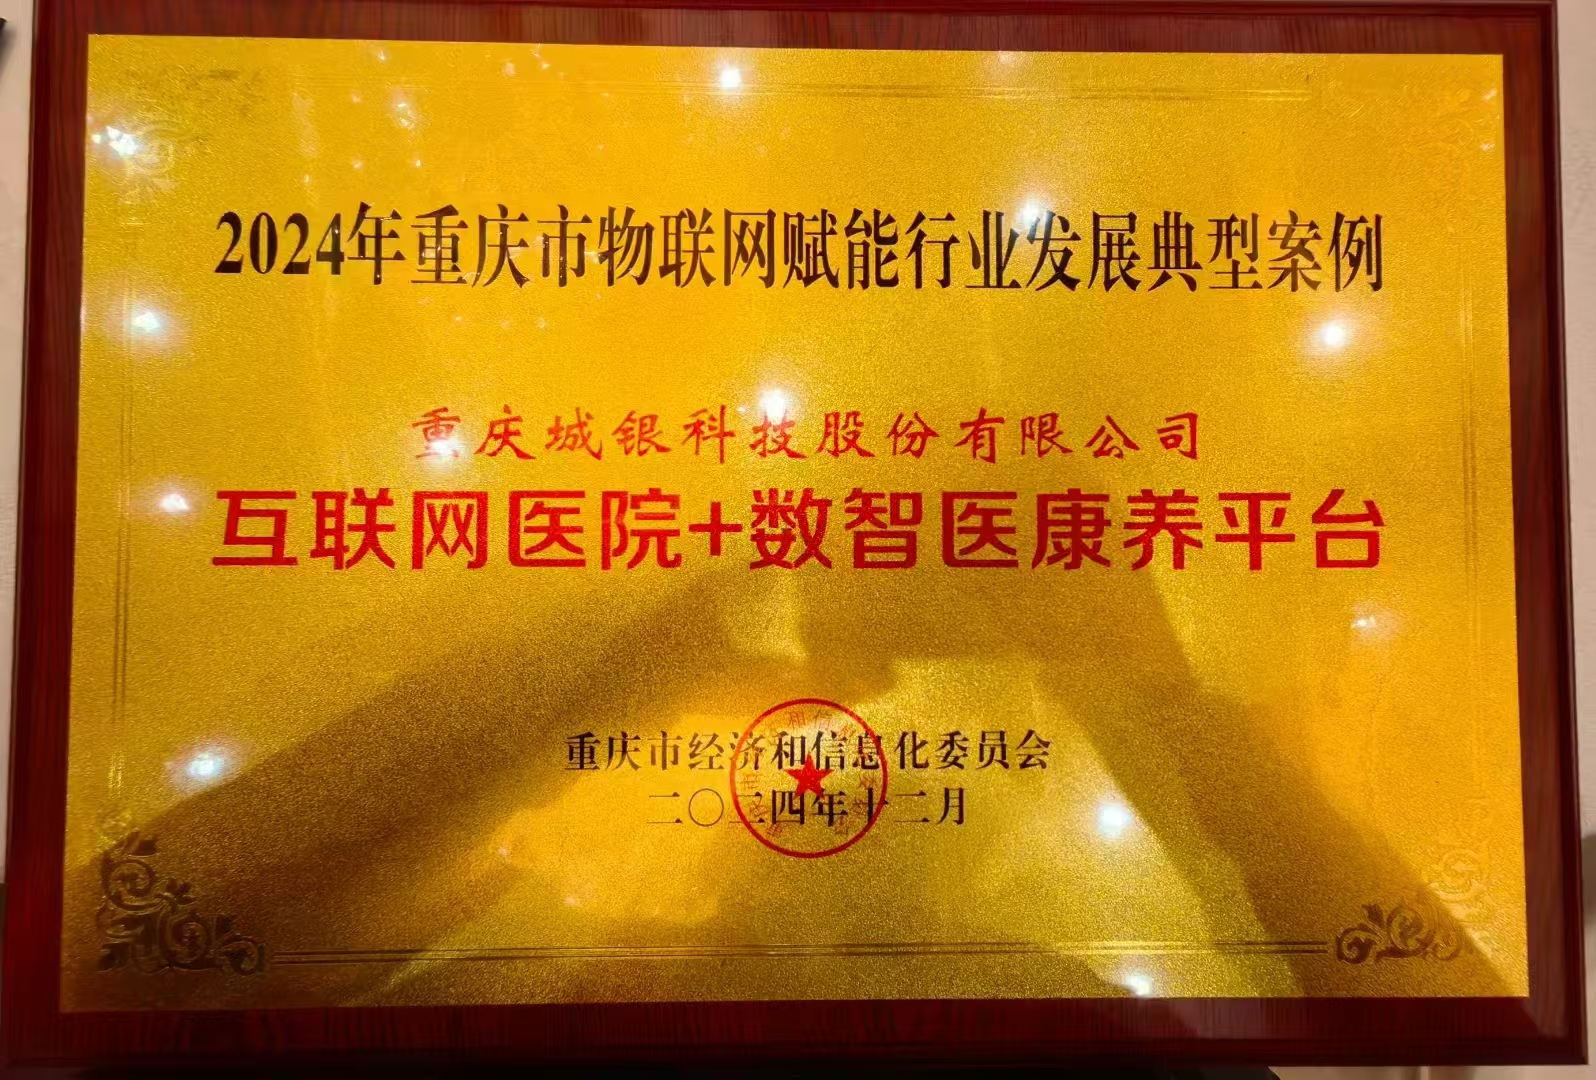 2024年重庆市物联网赋能行业发展典型案例
重庆城银科技股份有限公司
互联网医院+数智医康养平台
重庆市经济和信息化委员会
二〇二四年十二月